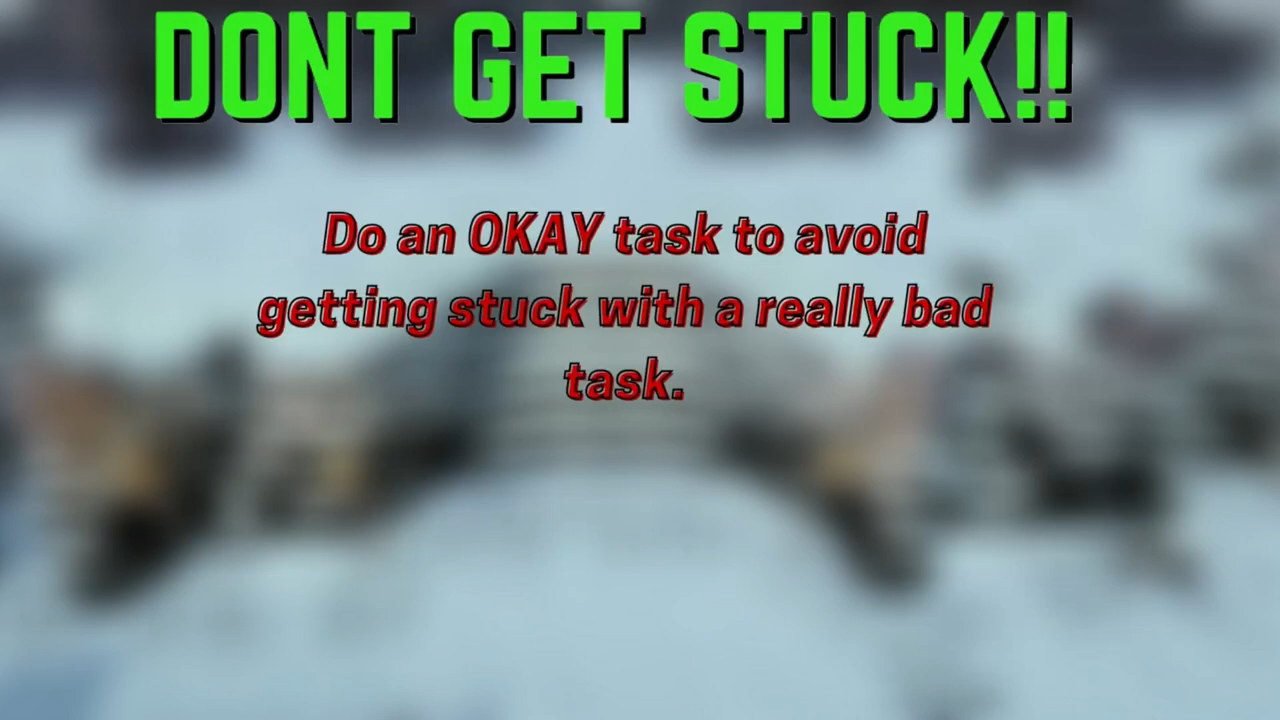 DONT GET STUCK!!
Do an OKAY task to avoid
getting stuck with a really bad
task.